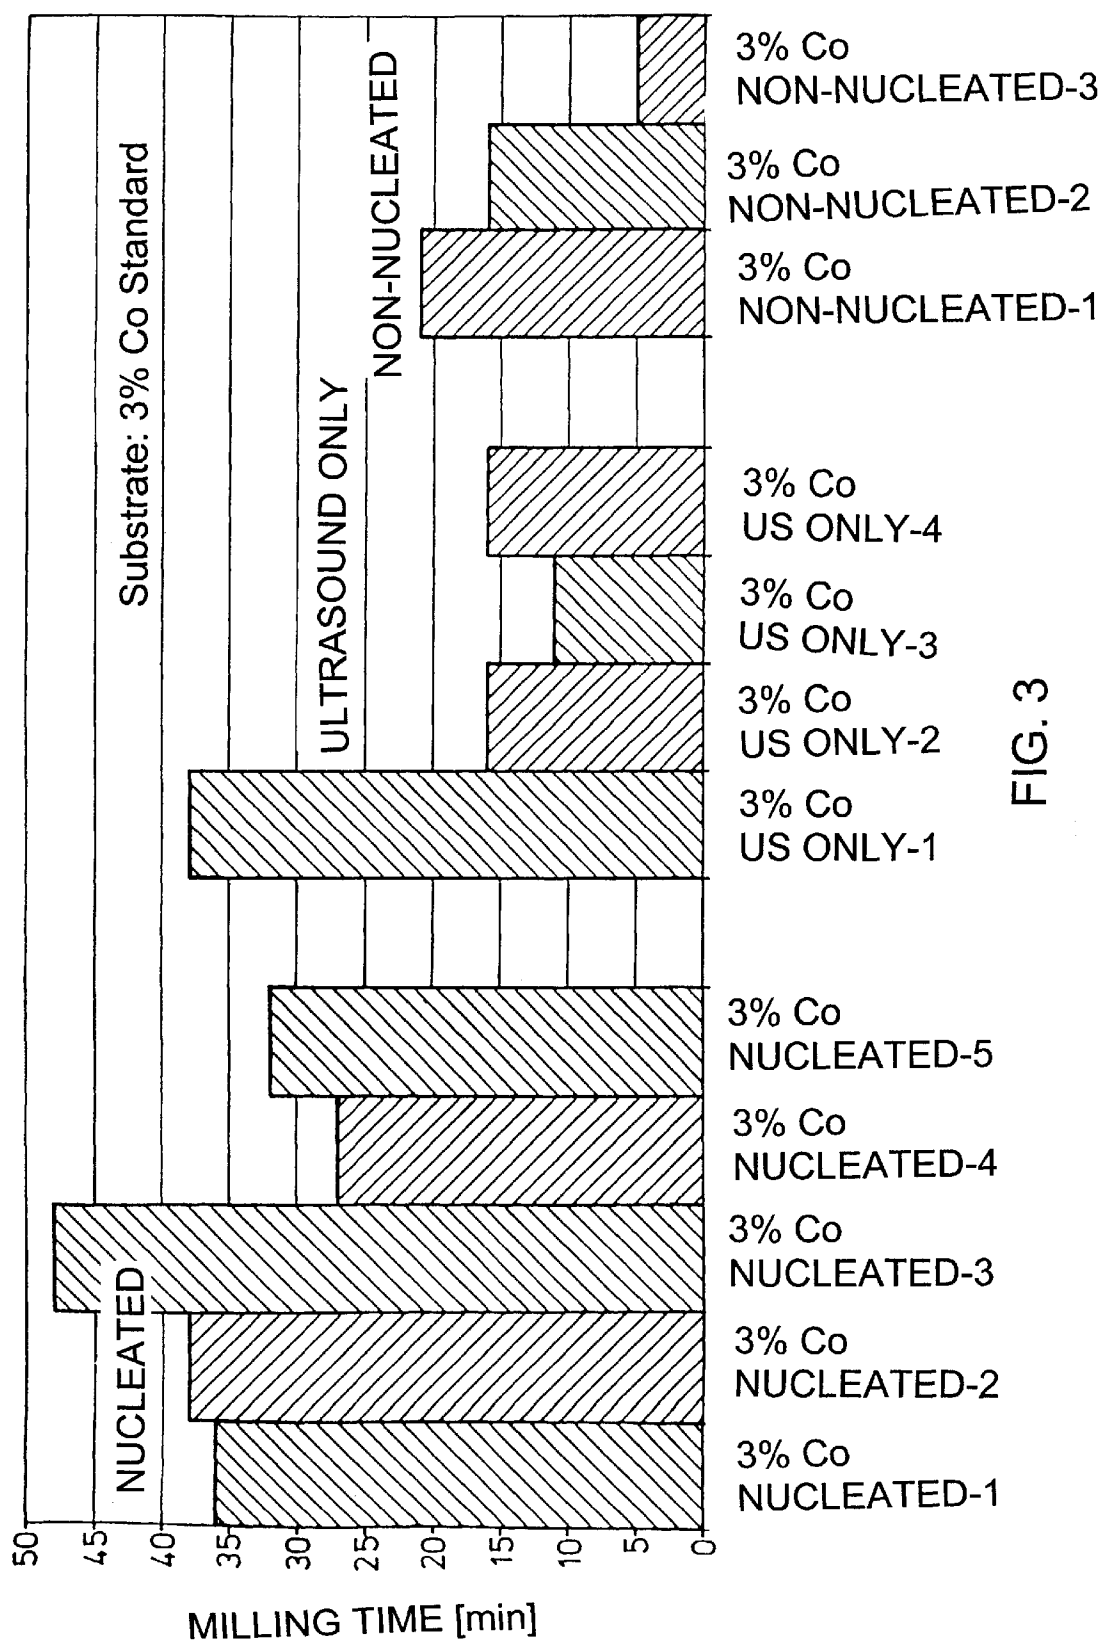 Substrate: 3% Co Standard
NUCLEATED
ULTRASOUND ONLY
NON-NUCLEATED
MILLING TIME [min]
50
45
40
35
30
25
20
15
10
5
0
3% Co
NUCLEATED-1
3% Co
NUCLEATED-2
3% Co
NUCLEATED-3
3% Co
NUCLEATED-4
3% Co
NUCLEATED-5
3% Co
US ONLY-1
3% Co
US ONLY-2
3% Co
US ONLY-3
3% Co
US ONLY-4
3% Co
NON-NUCLEATED-1
3% Co
NON-NUCLEATED-2
3% Co
NON-NUCLEATED-3
FIG. 3